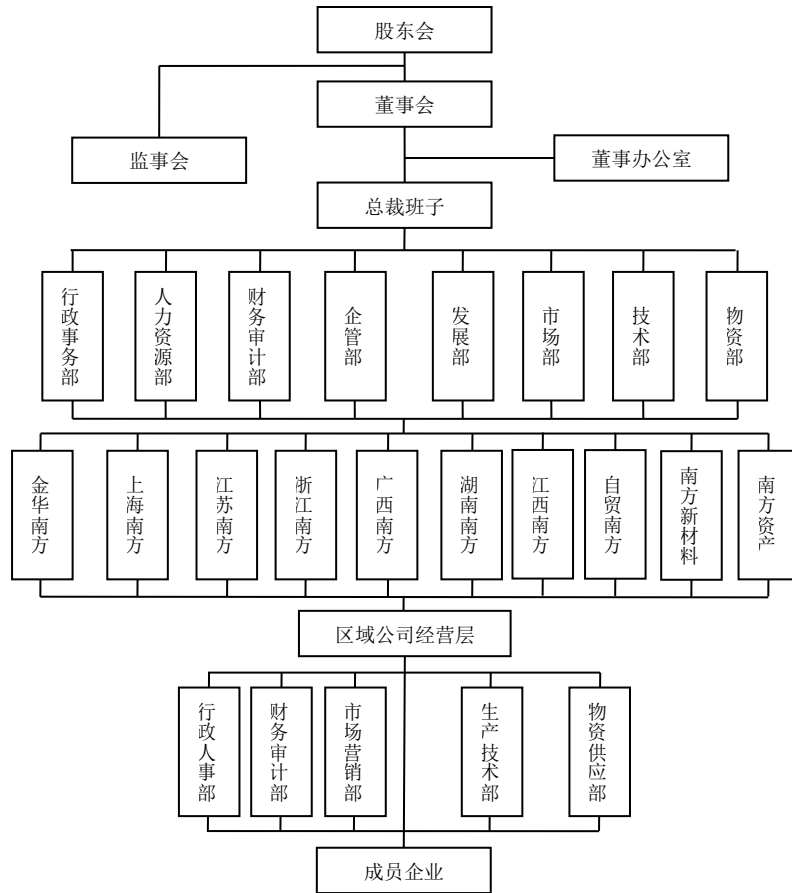 股东会
董事会
监事会
董事办公室
总裁班子
行政事务部
人力资源部
财务审计部
企管部
发展部
市场部
技术部
物资部
金华南方
上海南方
江苏南方
浙江南方
广西南方
湖南南方
江西南方
自贸南方
南方新材料
南方资产
区域公司经营层
行政人事部
财务审计部
市场营销部
生产技术部
物资供应部
成员企业